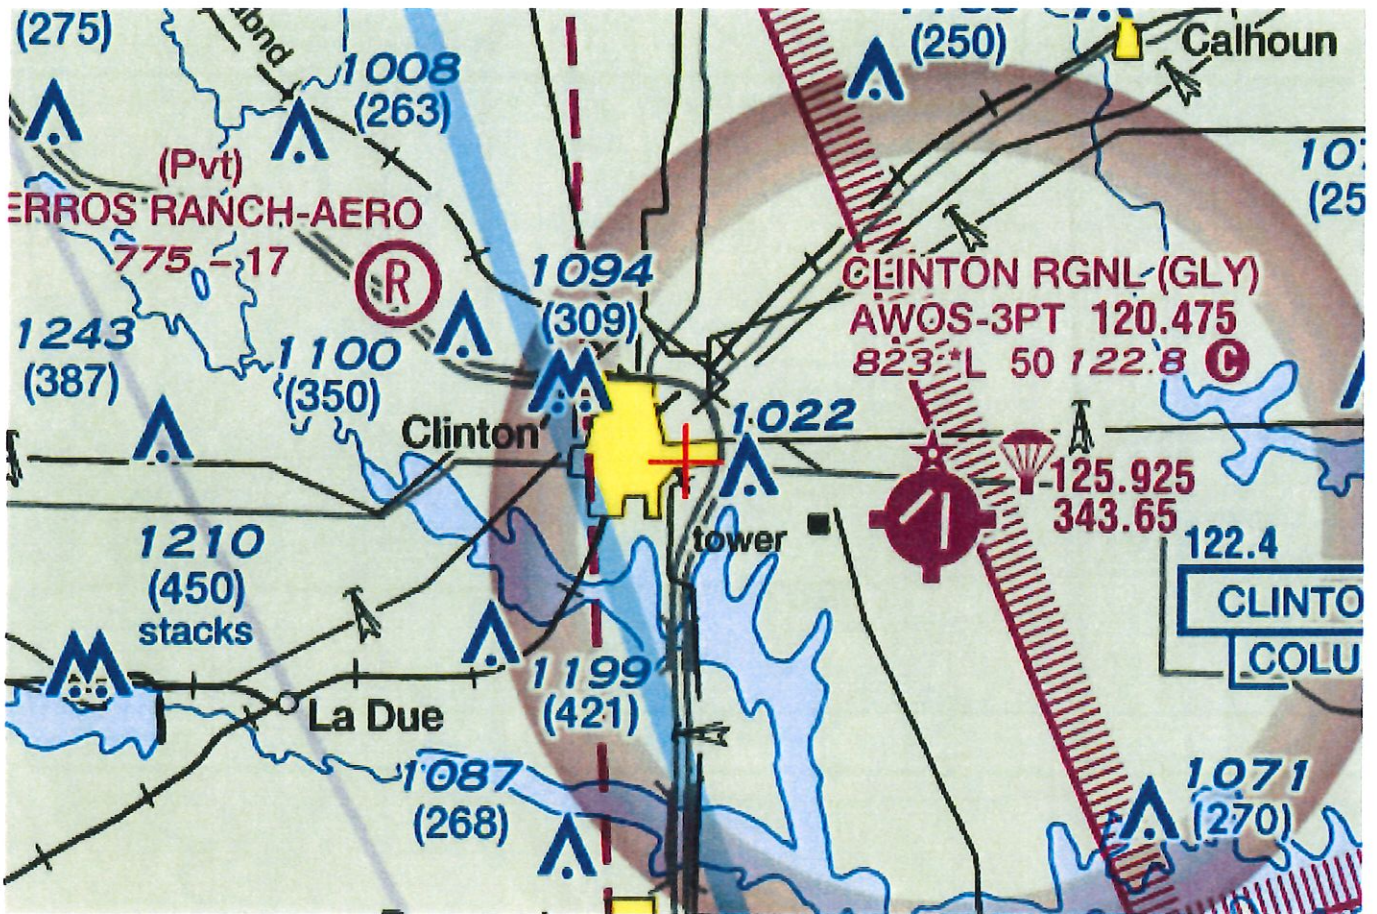 (275)
1008
(263)
(250)
Calhoun
(Pvt)
ERROS RANCH-AERO
775 - 17
R
1094
(309)
CLINTON RGNL (GLY)
AWOS-3PT 120.475
823 *L 50 122.8 C
1243
(387)
1100
(350)
Clinton
1022
125.925
343.65
tower
122.4
CLINTO
COLU
1210
(450)
stacks
1199
(421)
La Due
1087
(268)
1071
(270)